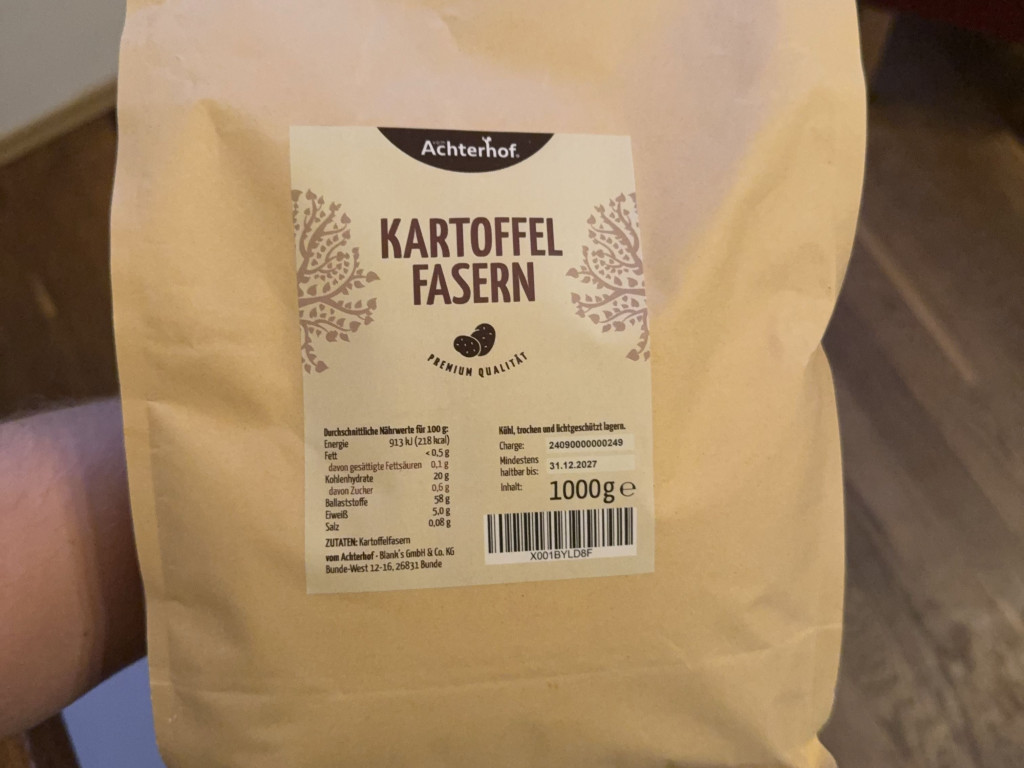 vom
Achterhof®
KARTOFFEL
FASERN
PREMIUM QUALITÄT
Durchschnittliche Nährwerte für 100 g:
Energie 913 kJ (218 kcal)
Fett < 0,5 g
davon gesättigte Fettsäuren 0,1 g
Kohlenhydrate 20 g
davon Zucker 0,6 g
Ballaststoffe 58 g
Eiweiß 5,0 g
Salz 0,08 g
ZUTATEN: Kartoffelfasern
vom Achterhof · Blank's GmbH & Co. KG
Bunde-West 12-16, 26831 Bunde
Kühl, trocken und lichtgeschützt lagern.
Charge: 24090000000249
Mindestens
haltbar bis: 31.12.2027
Inhalt: 1000g e
X001BYLD8F